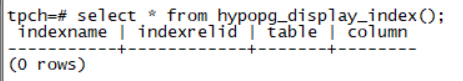 tpch=# select * from hypopg_display_index();
 indexname | indexrelid | table | column
-----------+------------+-------+--------
(0 rows)